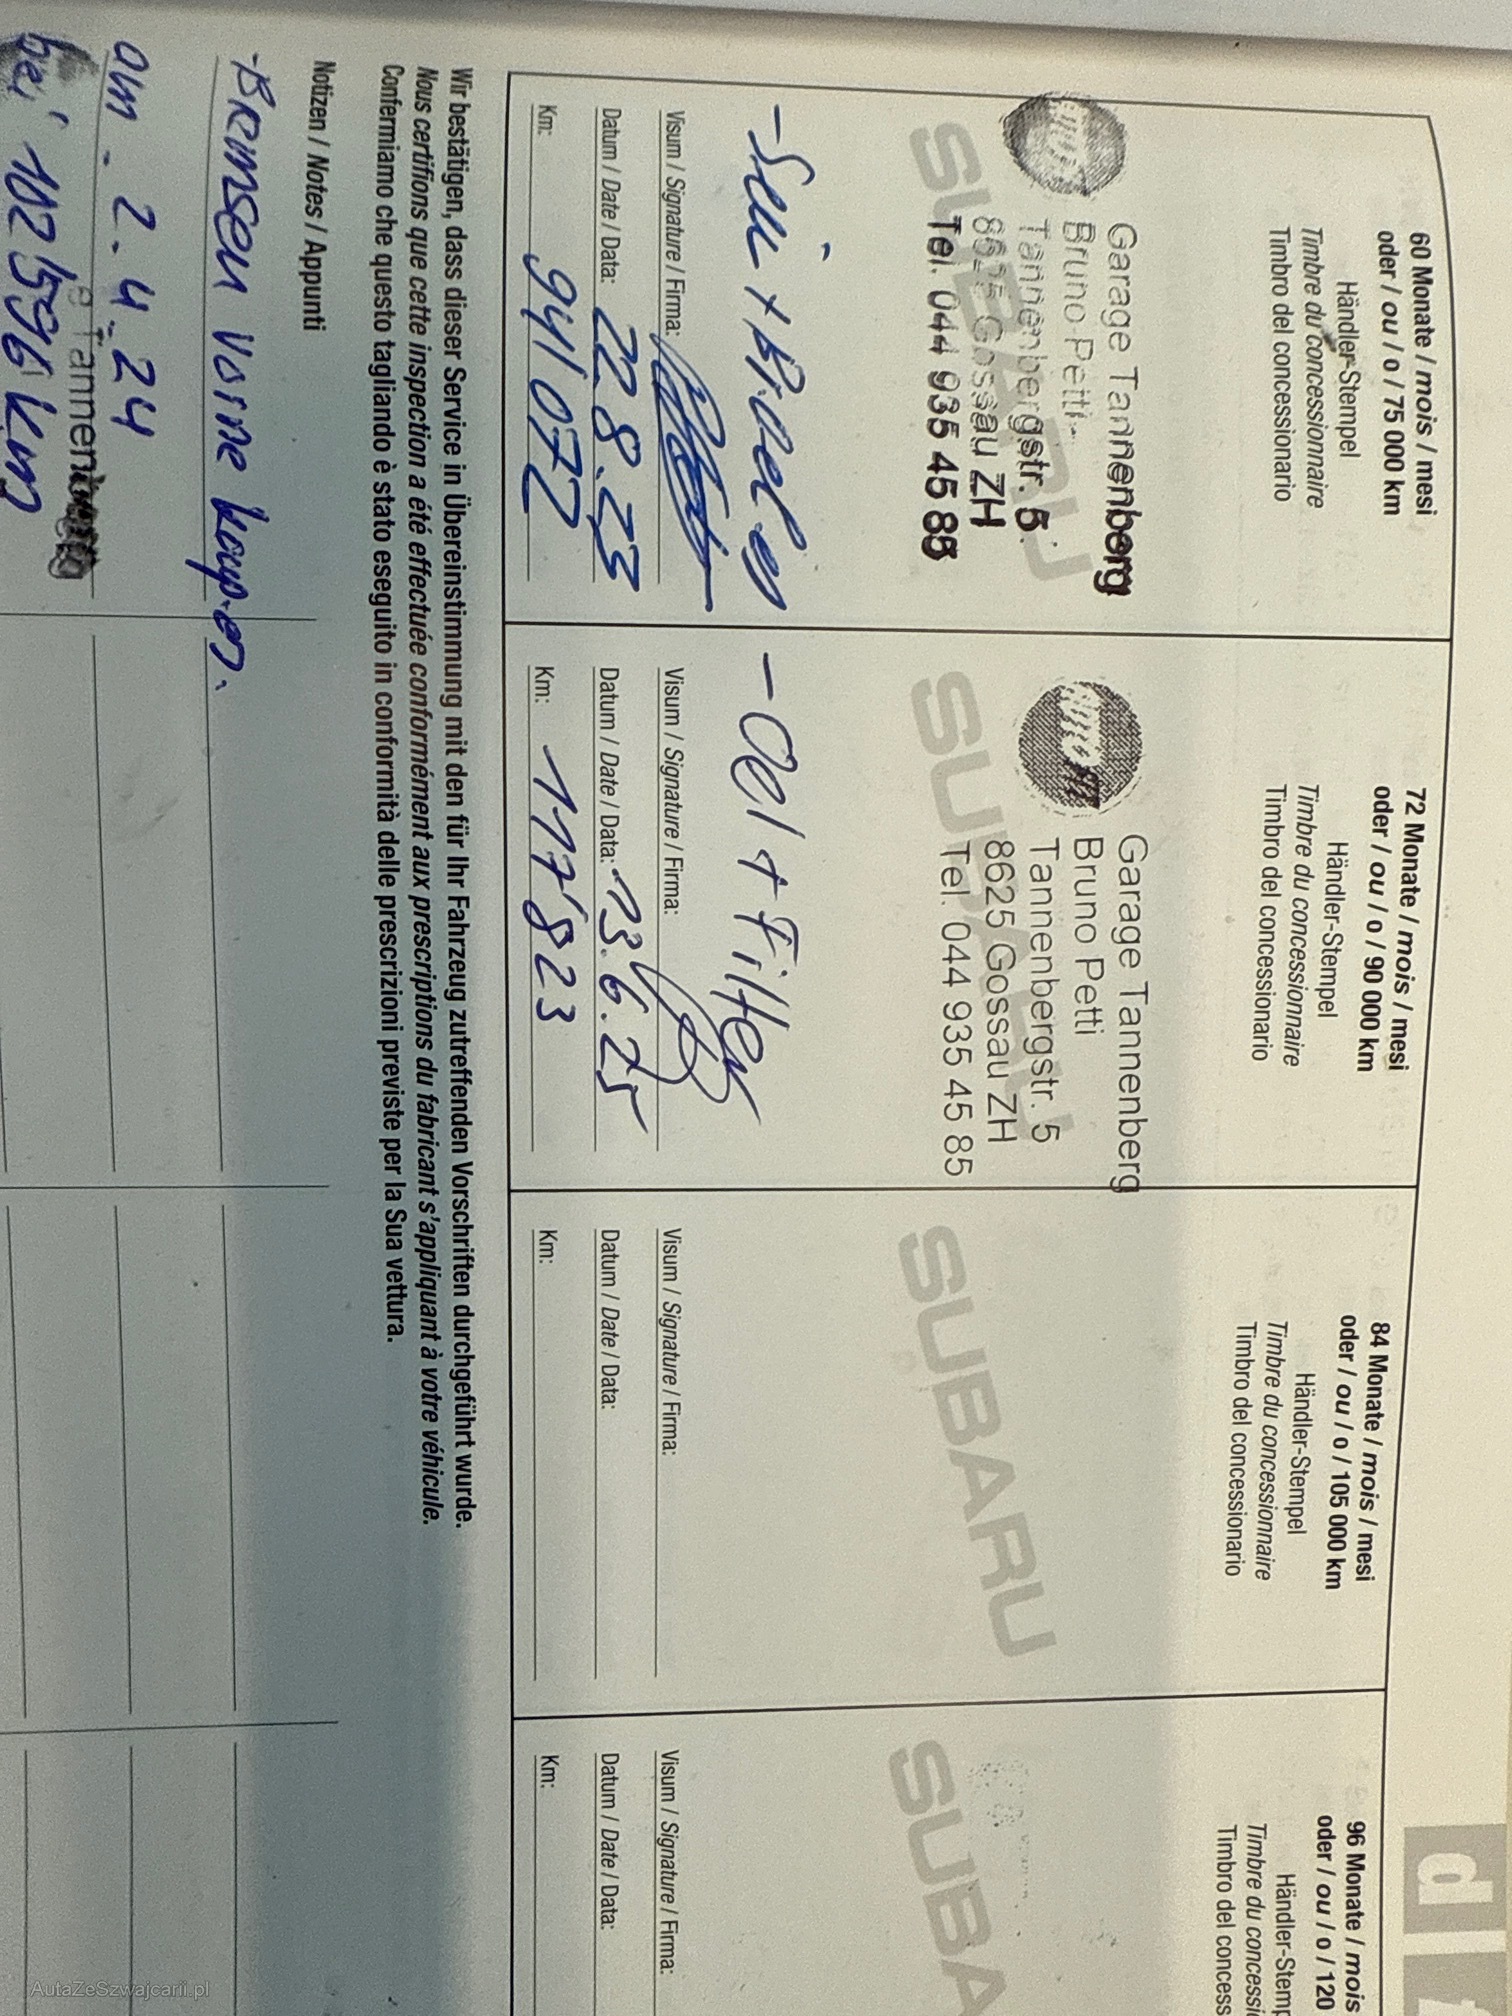 d
60 Monate / mois / mesi
oder / ou / o / 75 000 km
Händler-Stempel
Timbre du concessionnaire
Timbro del concessionario
SUBARU
Garage Tannenberg
Bruno Petti
Tannenbergstr. 5
8625 Gossau ZH
Tel. 044 935 45 85
Visum / Signature / Firma:
Datum / Date / Data: 22.8.23
Km: 94'072
72 Monate / mois / mesi
oder / ou / o / 90 000 km
Händler-Stempel
Timbre du concessionnaire
Timbro del concessionario
SUBARU
Garage Tannenberg
Bruno Petti
Tannenbergstr. 5
8625 Gossau ZH
Tel. 044 935 45 85
- Oel + Filter
Visum / Signature / Firma:
Datum / Date / Data: 13.6.25
Km: 117'823
84 Monate / mois / mesi
oder / ou / o / 105 000 km
Händler-Stempel
Timbre du concessionnaire
Timbro del concessionario
SUBARU
Visum / Signature / Firma:
Datum / Date / Data:
Km:
96 Monate / mois
oder / ou / o / 120
Händler-Stemp
Timbre du concessi
Timbro del concess
SUBA
Visum / Signature / Firma:
Datum / Date / Data:
Km:
Wir bestätigen, dass dieser Service in Übereinstimmung mit den für Ihr Fahrzeug zutreffenden Vorschriften durchgeführt wurde.
Nous certifions que cette inspection a été effectuée conformément aux prescriptions du fabricant s'appliquant à votre véhicule.
Confermiamo che questo tagliando è stato eseguito in conformità delle prescrizioni previste per la Sua vettura.
Notizen / Notes / Appunti
- Bremsen vorne
am 2.4.24
e Tannen
bei 102'596 km
AutaZeSzwajcarii.pl